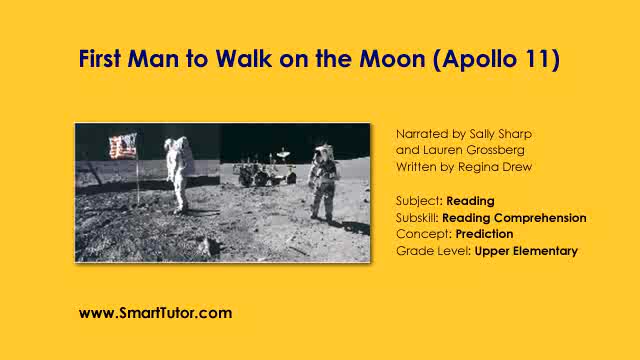 First Man to Walk on the Moon (Apollo 11)
Narrated by Sally Sharp
and Lauren Grossberg
Written by Regina Drew
Subject: Reading
Subskill: Reading Comprehension
Concept: Prediction
Grade Level: Upper Elementary
www.SmartTutor.com